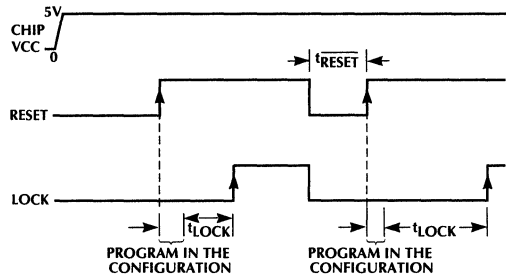 5V
CHIP
VCC
0
tRESET
RESET
LOCK
tLOCK
tLOCK
PROGRAM IN THE
CONFIGURATION
PROGRAM IN THE
CONFIGURATION